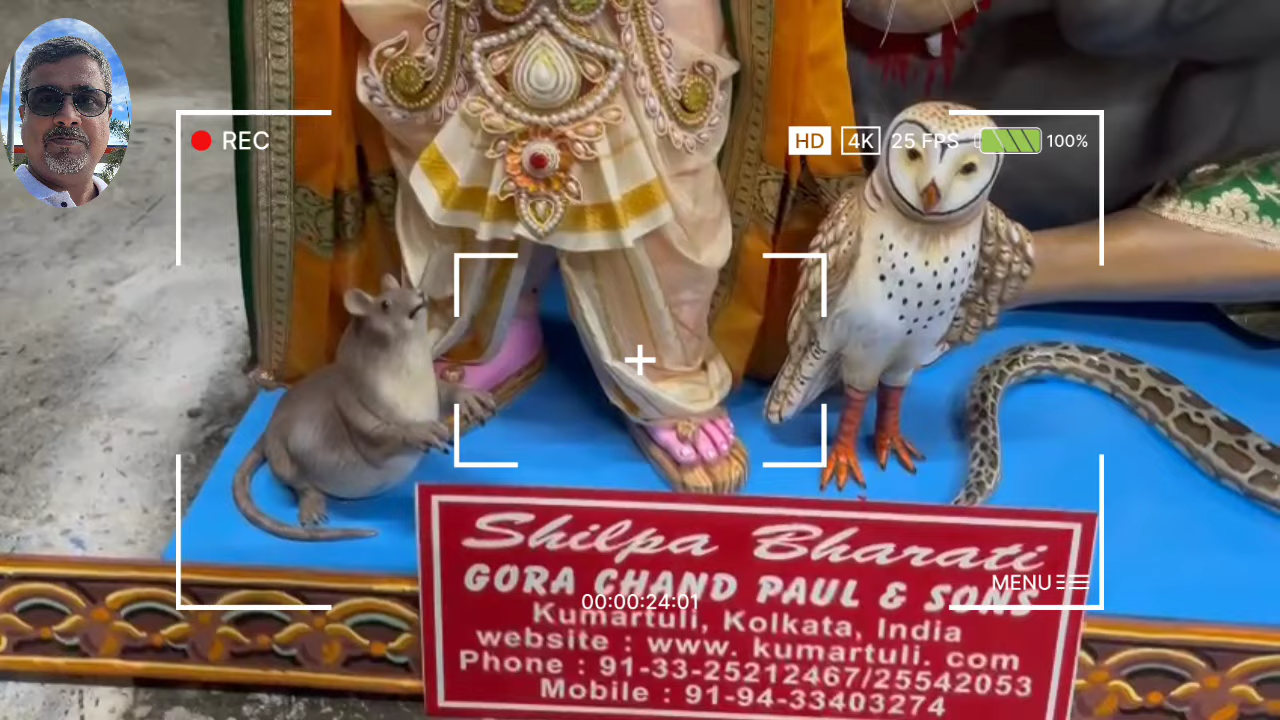 REC
HD 4K 25 FPS 100%
Shilpa Bharati
GORA CHAND PAUL & SONS
MENU
00:00:24:01
Kumartuli, Kolkata, India
website : www. kumartuli. com
Phone : 91-33-25212467/25542053
Mobile : 91-94-33403274